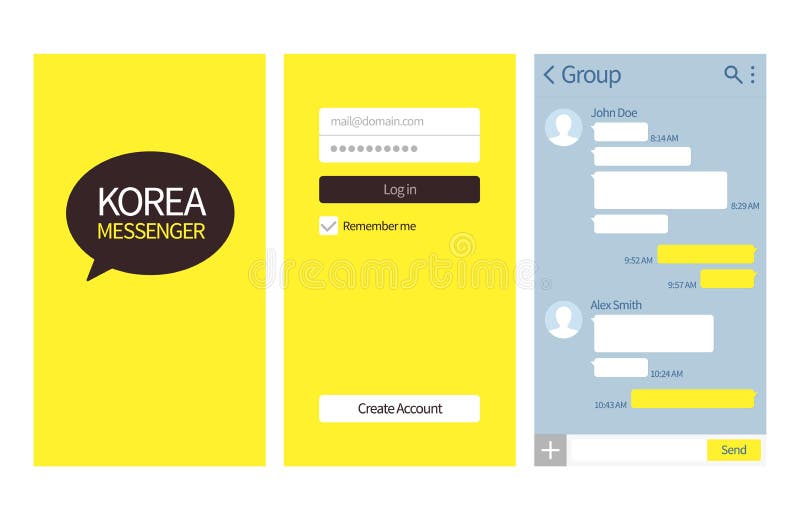 KOREA
MESSENGER
mail@domain.com
Log in
Remember me
Create Account
Group
John Doe
8:14 AM
8:29 AM
9:52 AM
9:57 AM
Alex Smith
10:24 AM
10:43 AM
Send
dreamstime